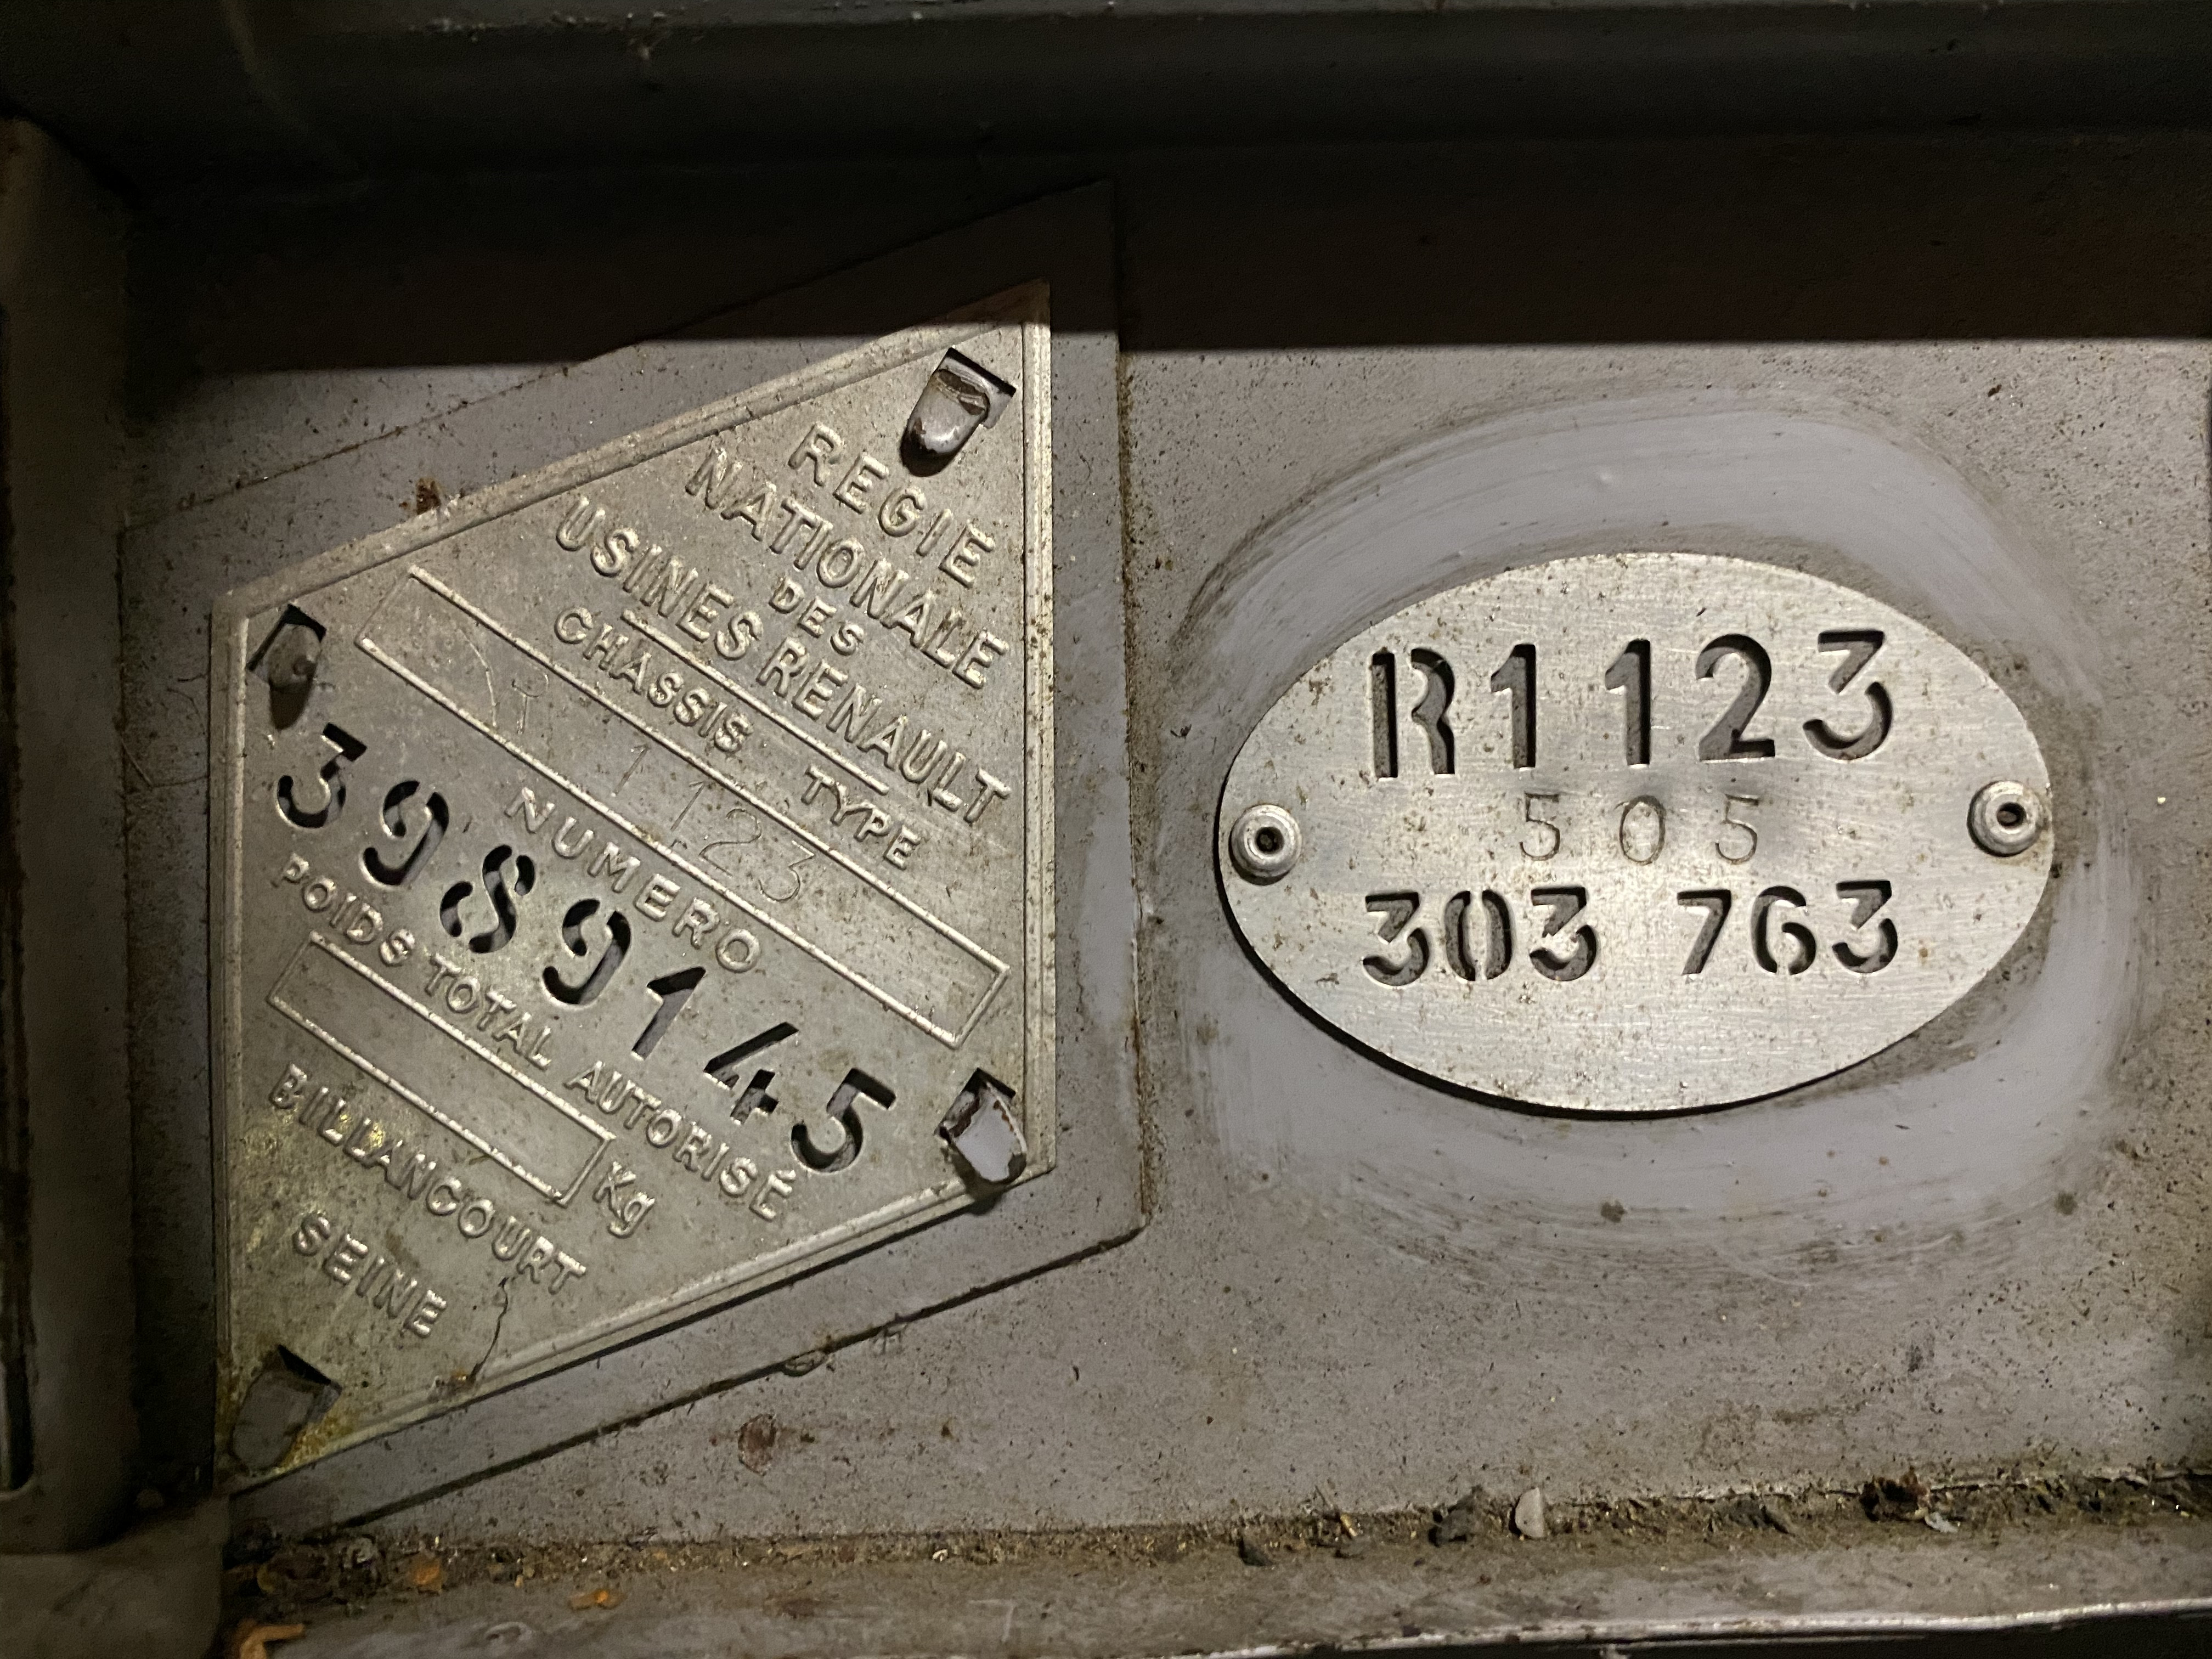 REGIE
NATIONALE
DES
USINES RENAULT
CHASSIS TYPE
R 1123
NUMERO
3989145
POIDS TOTAL AUTORISÉ
Kg
BILLANCOURT
SEINE
R1123
505
303 763